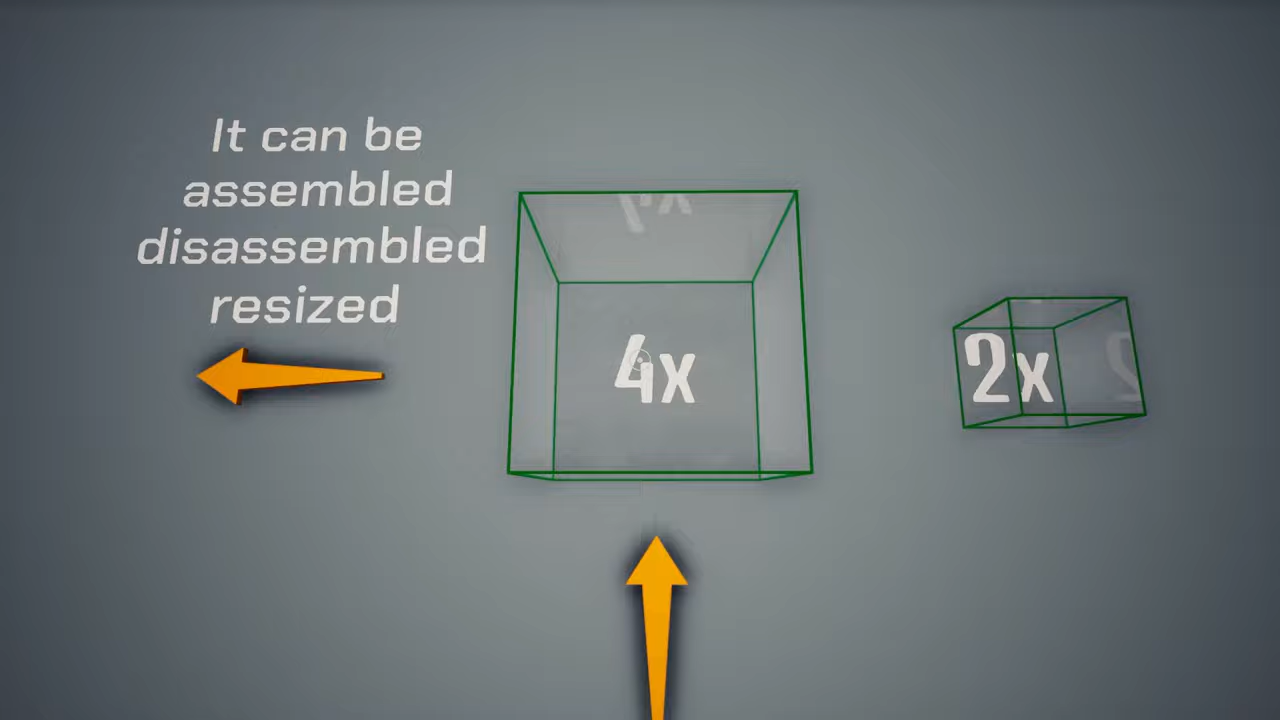 It can be
assembled
disassembled
resized
4x
2x